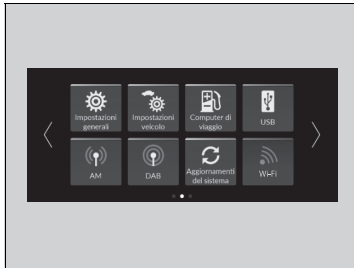 Impostazioni
generali
Impostazioni
veicolo
Computer di
viaggio
USB
AM
DAB
Aggiornamenti
del sistema
Wi-Fi